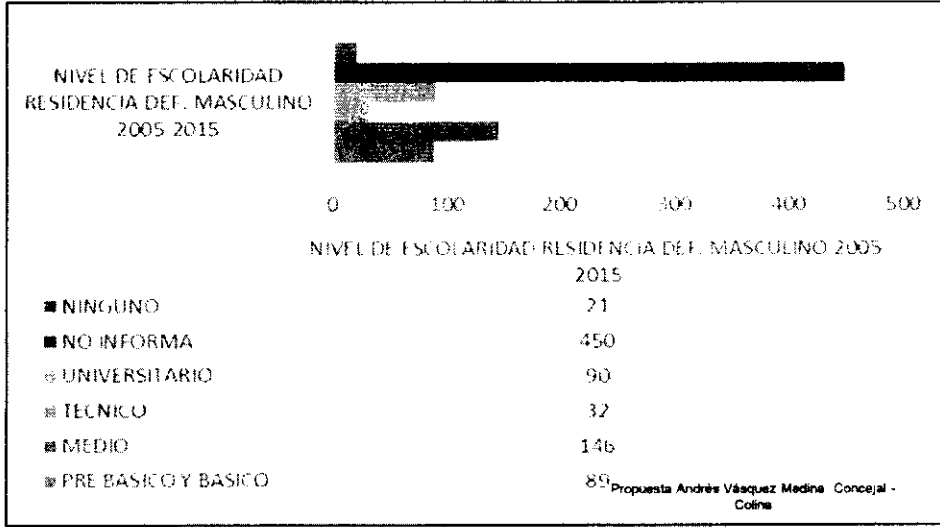 NIVEL DE ESCOLARIDAD
RESIDENCIA DEF. MASCULINO
2005 2015
0 100 200 300 400 500
NIVEL DE ESCOLARIDAD RESIDENCIA DEF. MASCULINO 2005
2015
NINGUNO 21
NO INFORMA 450
UNIVERSITARIO 90
TECNICO 32
MEDIO 146
PRE BASICO Y BASICO 89
Propuesta Andrés Vásquez Medina Concejal -
Colina